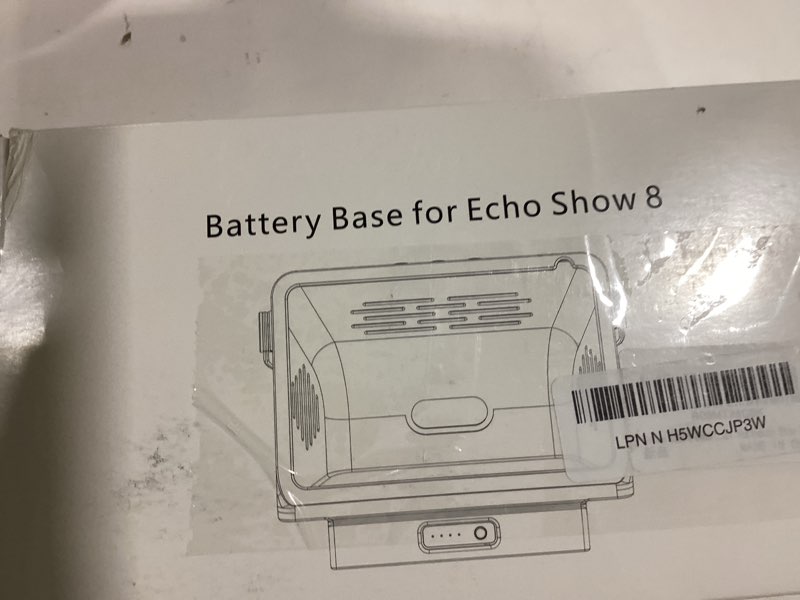 Battery Base for Echo Show 8
LPN N H5WCCJP3W